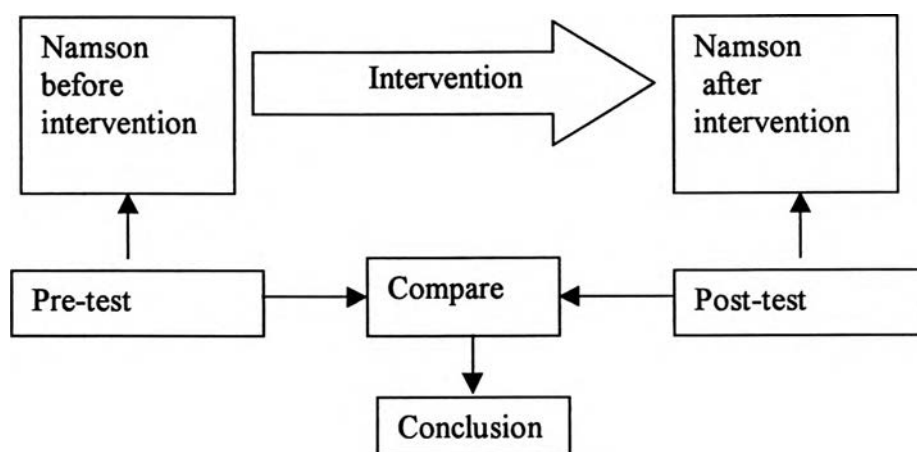 Namson
before
intervention
Intervention
Namson
after
intervention
Pre-test
Compare
Post-test
Conclusion